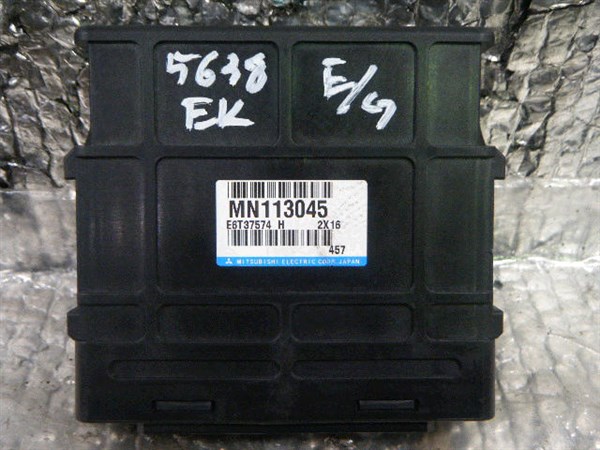 5638
EK
E/G
MN113045
E6T37574 H 2X16
457
MITSUBISHI ELECTRIC CORP. JAPAN